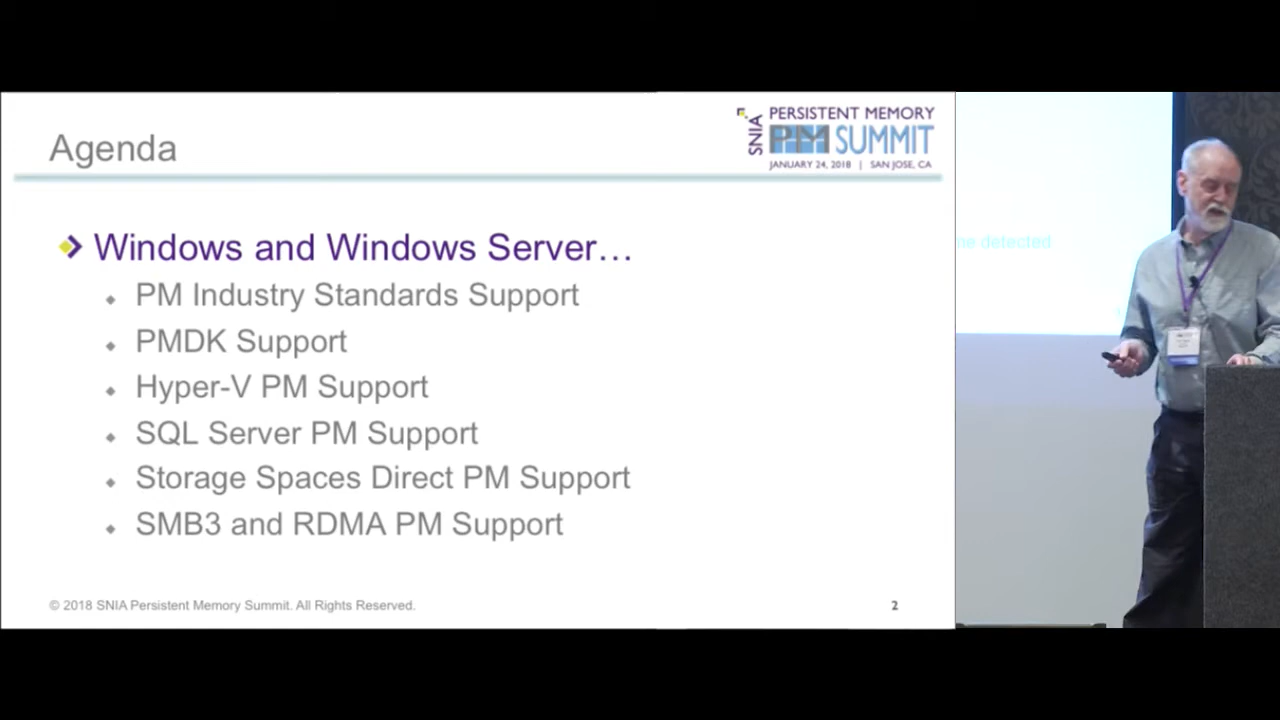 Agenda
SNIA
PERSISTENT MEMORY
PM SUMMIT
JANUARY 24, 2018 | SAN JOSE, CA
Windows and Windows Server…
PM Industry Standards Support
PMDK Support
Hyper-V PM Support
SQL Server PM Support
Storage Spaces Direct PM Support
SMB3 and RDMA PM Support
© 2018 SNIA Persistent Memory Summit. All Rights Reserved.
2
detected